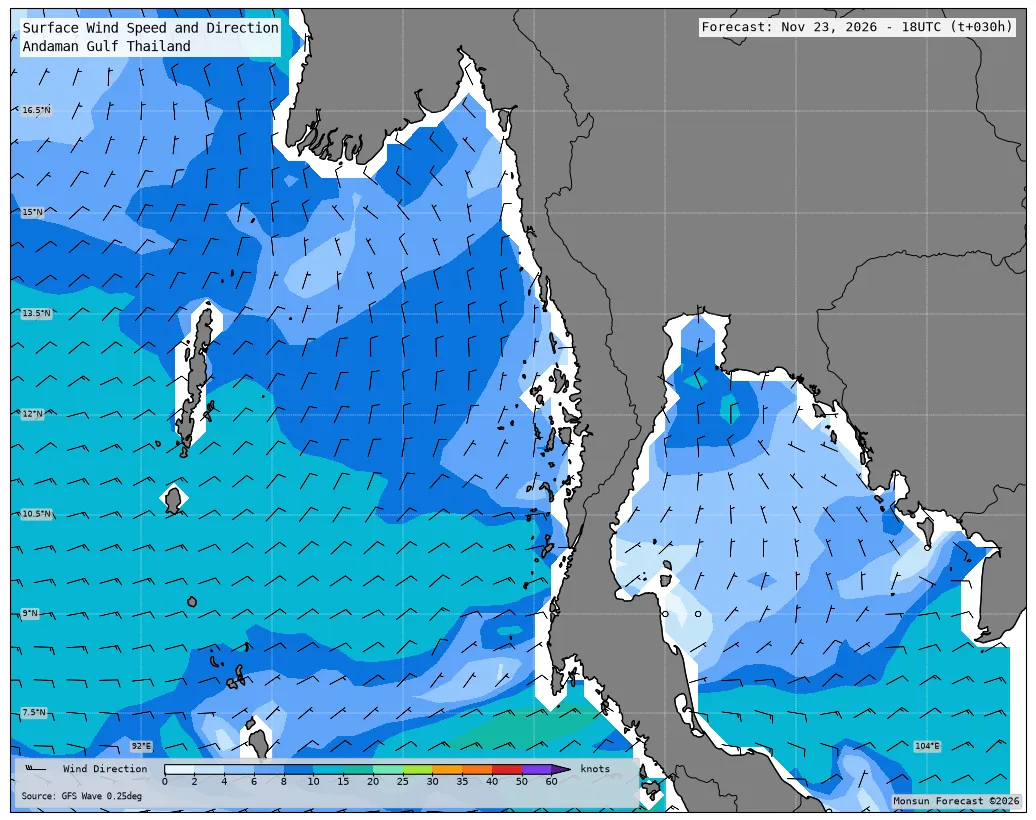 Surface Wind Speed and Direction
Andaman Gulf Thailand
Forecast: Nov 23, 2026 - 18UTC (t+030h)
16.5°N
15°N
13.5°N
12°N
10.5°N
9°N
7.5°N
92°E
104°E
Wind Direction
knots
0 2 4 6 8 10 15 20 25 30 35 40 50 60
Source: GFS Wave 0.25deg
Monsun Forecast ©2026